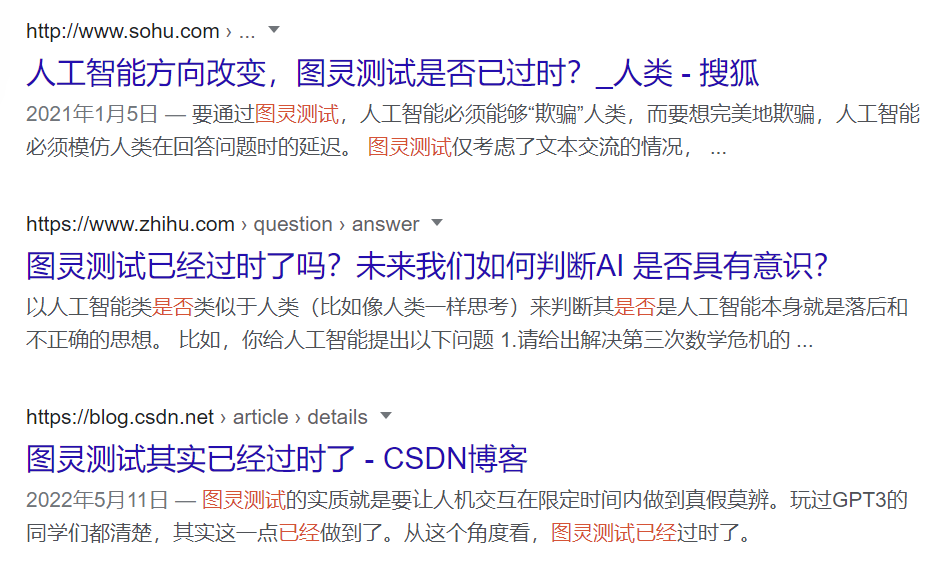 http://www.sohu.com › ...
人工智能方向改变，图灵测试是否已过时？_人类 - 搜狐
2021年1月5日 — 要通过图灵测试，人工智能必须能够“欺骗”人类，而要想完美地欺骗，人工智能
必须模仿人类在回答问题时的延迟。 图灵测试仅考虑了文本交流的情况， ...
https://www.zhihu.com › question › answer
图灵测试已经过时了吗？未来我们如何判断AI 是否具有意识？
以人工智能类是否类似于人类（比如像人类一样思考）来判断其是否是人工智能本身就是落后和
不正确的思想。 比如，你给人工智能提出以下问题 1.请给出解决第三次数学危机的 ...
https://blog.csdn.net › article › details
图灵测试其实已经过时了 - CSDN博客
2022年5月11日 — 图灵测试的实质就是要让人机交互在限定时间内做到真假莫辨。玩过GPT3的
同学们都清楚，其实这一点已经做到了。从这个角度看，图灵测试已经过时了。